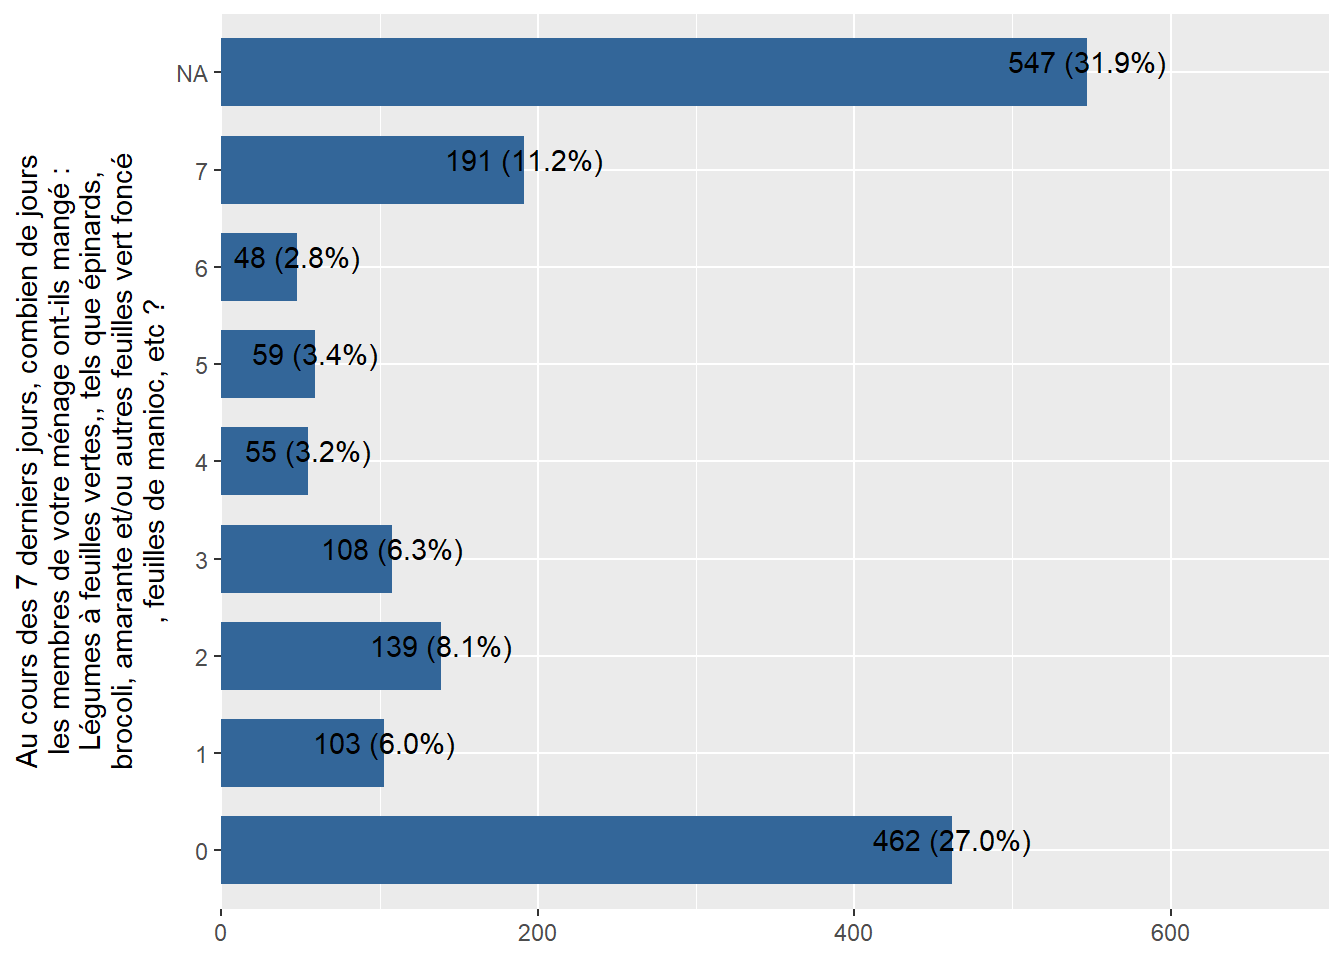 Au cours des 7 derniers jours, combien de jours
les membres de votre ménage ont-ils mangé :
Légumes à feuilles vertes,, tels que épinards,
brocoli, amarante et/ou autres feuilles vert foncé
, feuilles de manioc, etc ?
NA
547 (31.9%)
7
191 (11.2%)
6
48 (2.8%)
5
59 (3.4%)
4
55 (3.2%)
3
108 (6.3%)
2
139 (8.1%)
1
103 (6.0%)
0
462 (27.0%)
0 200 400 600